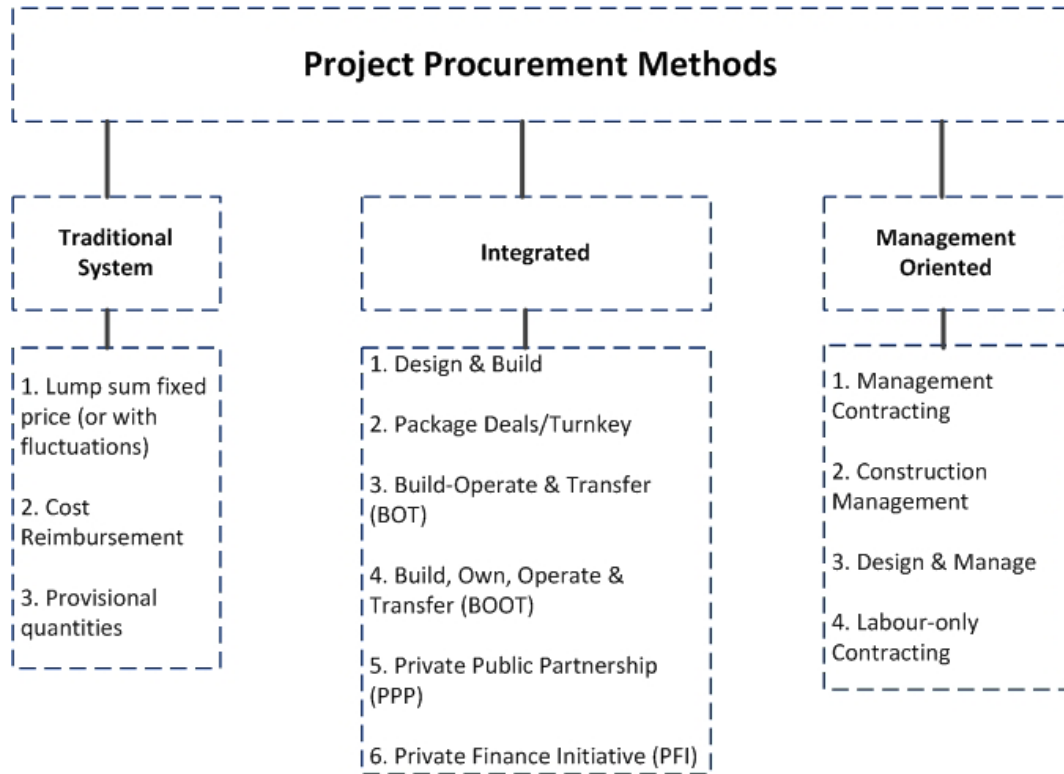 Project Procurement Methods
Traditional
System
Integrated
Management
Oriented
1. Lump sum fixed
price (or with
fluctuations)
2. Cost
Reimbursement
3. Provisional
quantities
1. Design & Build
2. Package Deals/Turnkey
3. Build-Operate & Transfer
(BOT)
4. Build, Own, Operate &
Transfer (BOOT)
5. Private Public Partnership
(PPP)
6. Private Finance Initiative (PFI)
1. Management
Contracting
2. Construction
Management
3. Design & Manage
4. Labour-only
Contracting